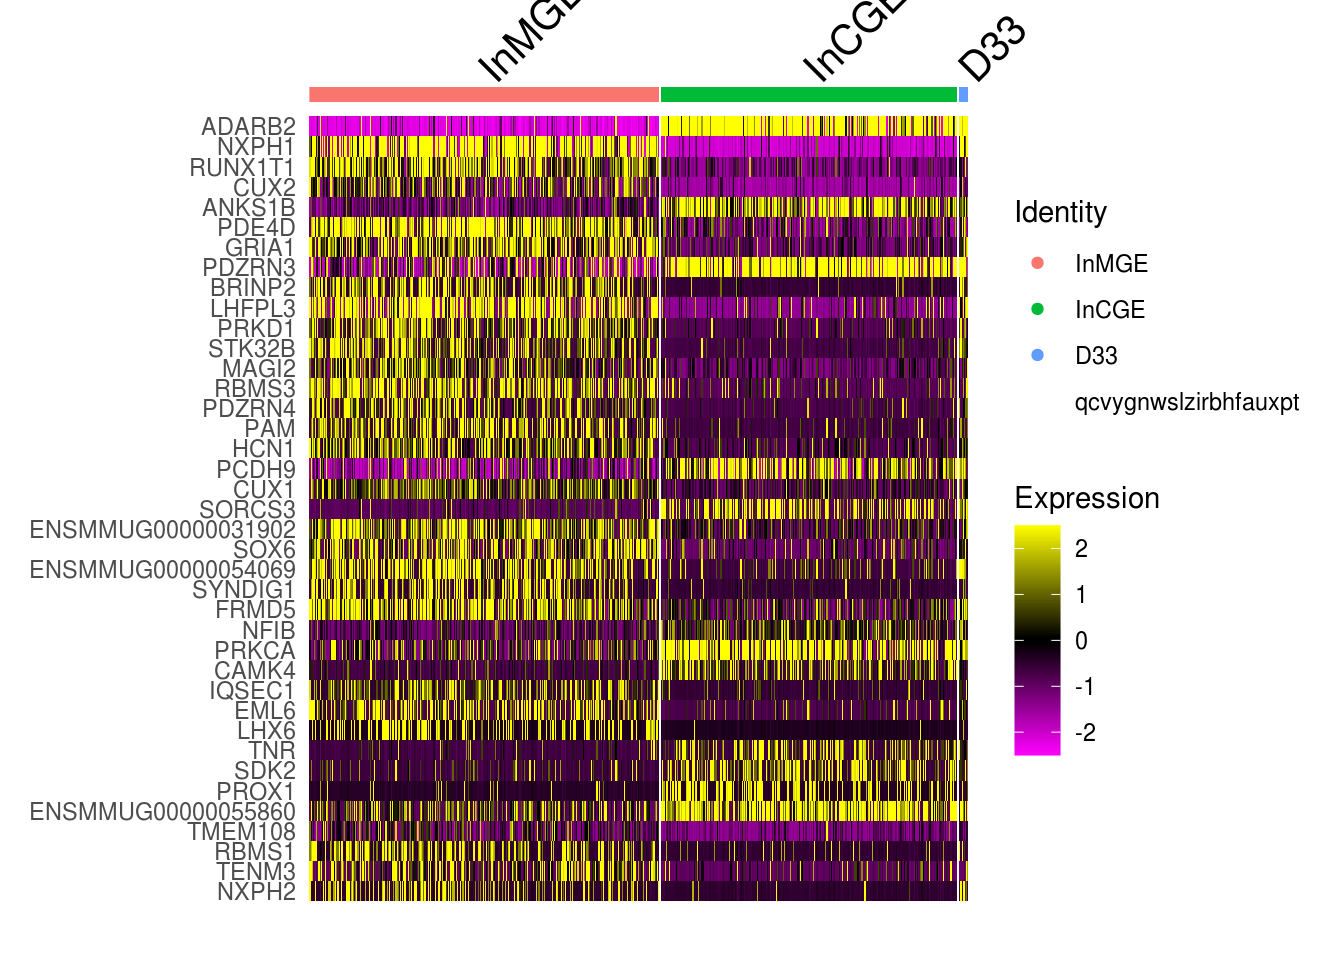 InMGE
InCGE
D33
ADARB2
NXPH1
RUNX1T1
CUX2
ANKS1B
PDE4D
GRIA1
PDZRN3
BRINP2
LHFPL3
PRKD1
STK32B
MAGI2
RBMS3
PDZRN4
PAM
HCN1
PCDH9
CUX1
SORCS3
ENSMMUG00000031902
SOX6
ENSMMUG00000054069
SYNDIG1
FRMD5
NFIB
PRKCA
CAMK4
IQSEC1
EML6
LHX6
TNR
SDK2
PROX1
ENSMMUG00000055860
TMEM108
RBMS1
TENM3
NXPH2
Identity
InMGE
InCGE
D33
qcvygnwslzirbhfauxpt
Expression
2
1
0
-1
-2